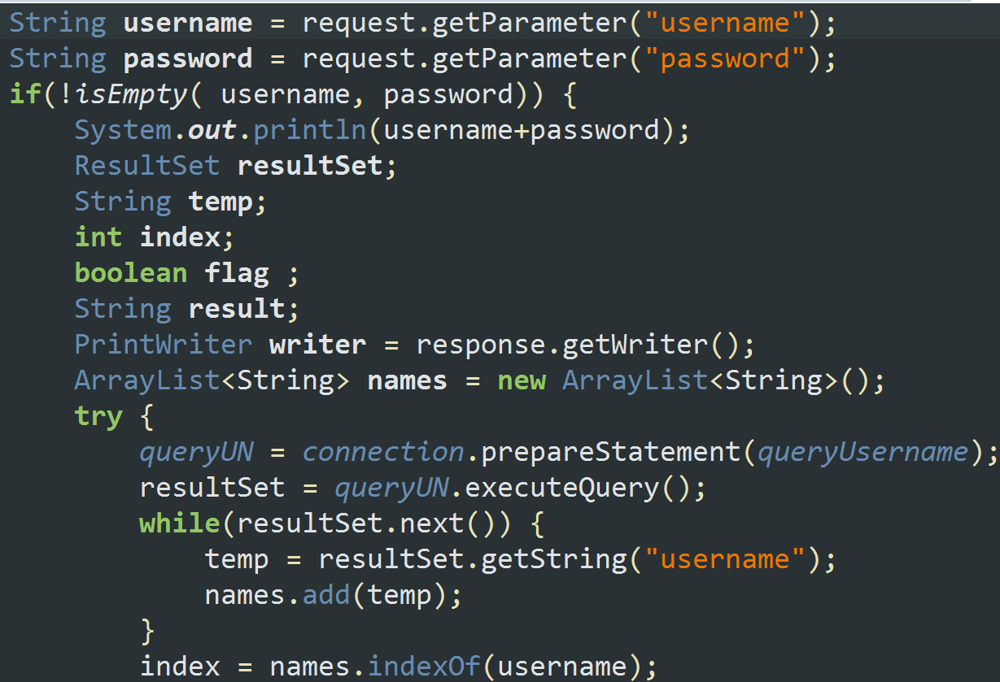 String username = request.getParameter("username");
String password = request.getParameter("password");
if(!isEmpty( username, password)) {
    System.out.println(username+password);
    ResultSet resultSet;
    String temp;
    int index;
    boolean flag ;
    String result;
    PrintWriter writer = response.getWriter();
    ArrayList<String> names = new ArrayList<String>();
    try {
        queryUN = connection.prepareStatement(queryUsername);
        resultSet = queryUN.executeQuery();
        while(resultSet.next()) {
            temp = resultSet.getString("username");
            names.add(temp);
        }
        index = names.indexOf(username);